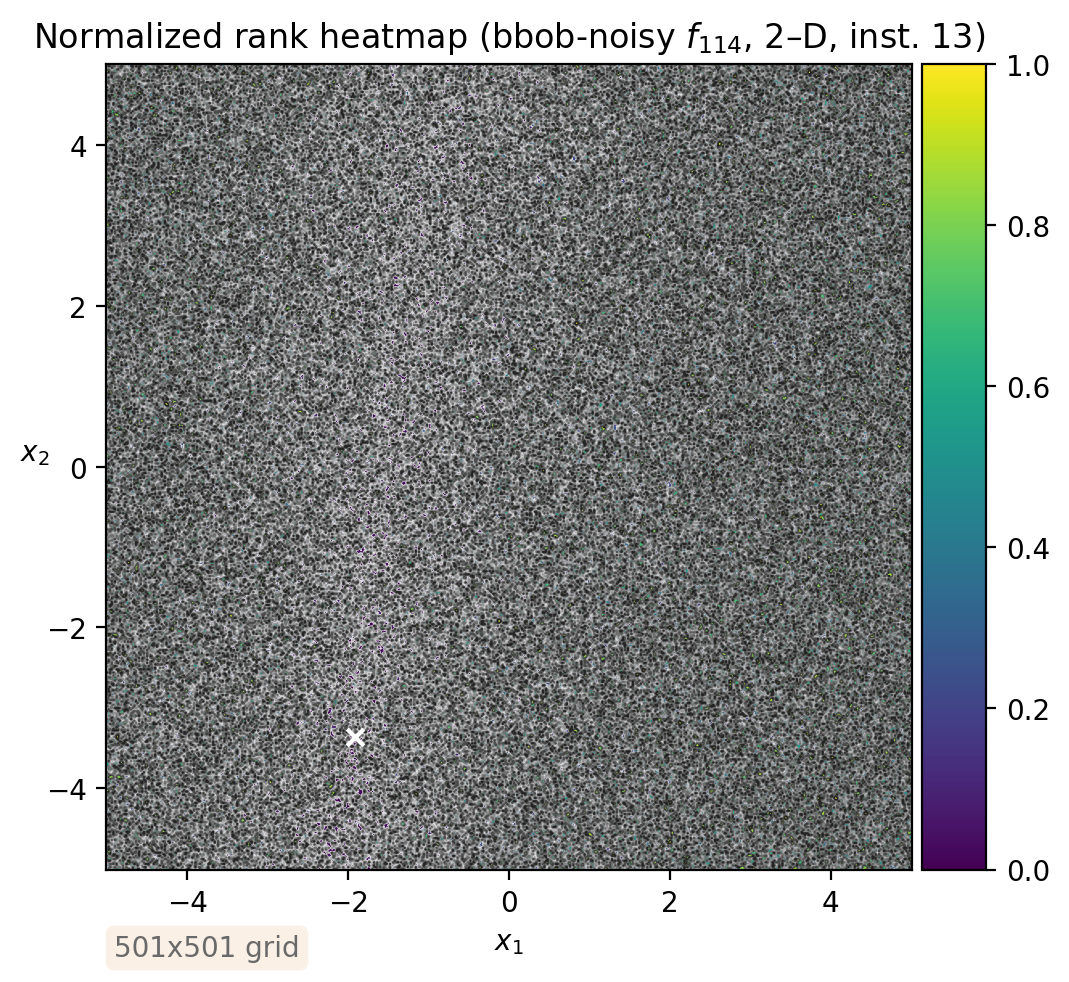 Normalized rank heatmap (bbob-noisy f114, 2–D, inst. 13)
1.0
0.8
0.6
0.4
0.2
0.0
4
2
0
−2
−4
x2
−4 −2 0 2 4
x1
501x501 grid